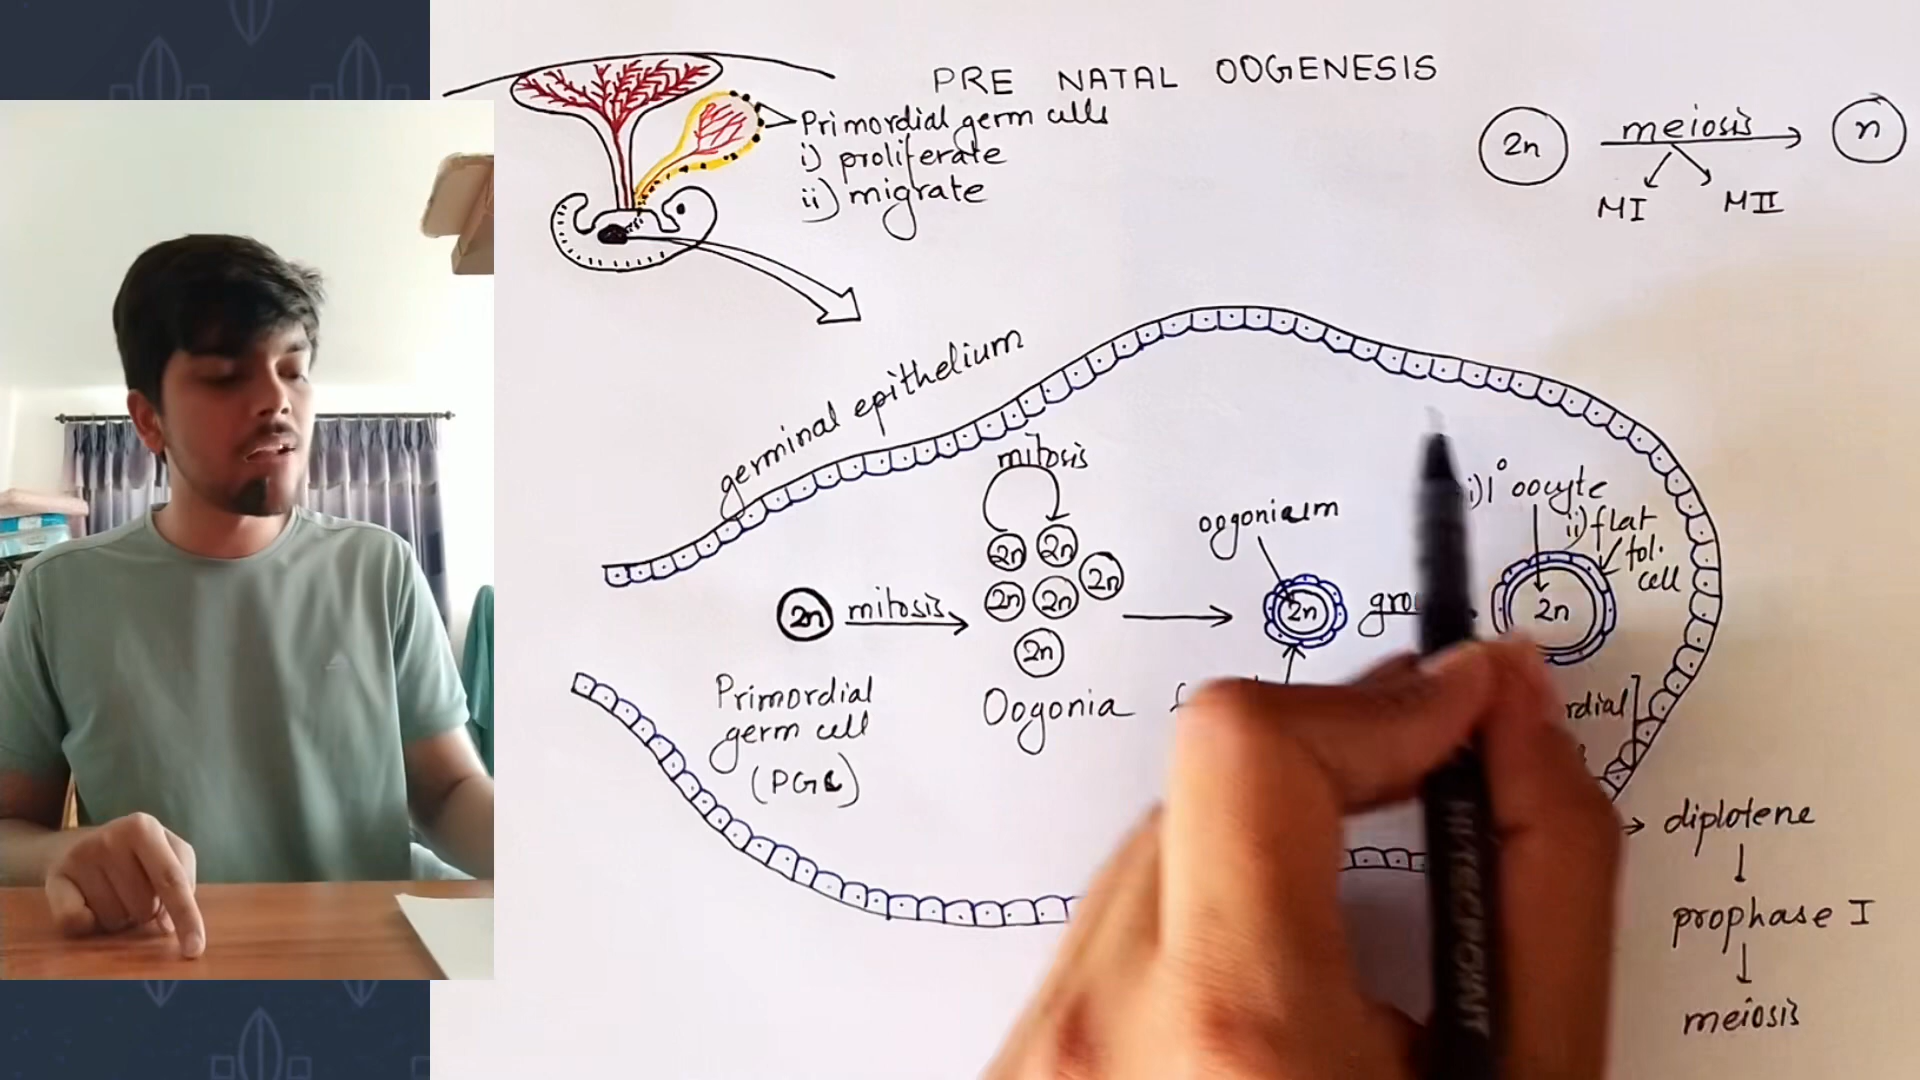 PRE NATAL OOGENESIS
Primordial germ cells
i) proliferate
ii) migrate
2n
meiosis
n
MI
MII
germinal epithelium
mitosis
2n
2n
2n
2n
2n
2n
2n
mitosis
Oogonia
Primordial
germ cell
(PGC)
oogonium
2n
i) 1° oocyte
ii) flat
fol.
cell
2n
diplotene
prophase I
meiosis
HI-TECPOINT